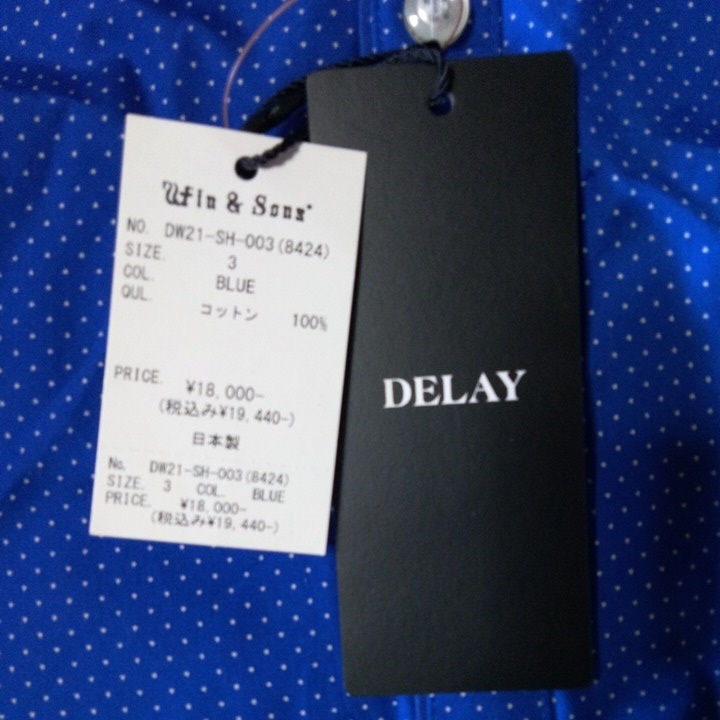 Ufin & Sons
NO. DW21-SH-003(8424)
SIZE. 3
COL. BLUE
QUL. コットン 100%
PRICE. ¥18,000-
(税込み¥19,440-)
日本製
No. DW21-SH-003(8424)
SIZE. 3 COL. BLUE
PRICE. ¥18,000-
(税込み¥19,440-)
DELAY